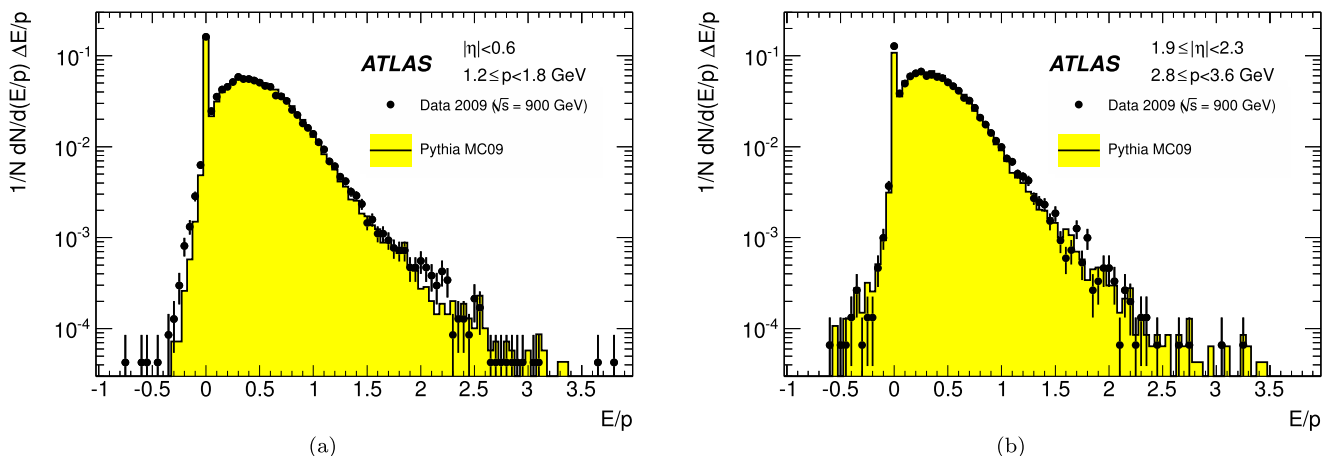 1/N dN/d(E/p) ΔE/p
10⁻¹
10⁻²
10⁻³
10⁻⁴
ATLAS
|η|<0.6
1.2≤p<1.8 GeV
Data 2009 (√s = 900 GeV)
Pythia MC09
-1 -0.5 0 0.5 1 1.5 2 2.5 3 3.5
E/p
(a)
1/N dN/d(E/p) ΔE/p
10⁻¹
10⁻²
10⁻³
10⁻⁴
ATLAS
1.9≤|η|<2.3
2.8≤p<3.6 GeV
Data 2009 (√s = 900 GeV)
Pythia MC09
-1 -0.5 0 0.5 1 1.5 2 2.5 3 3.5
E/p
(b)